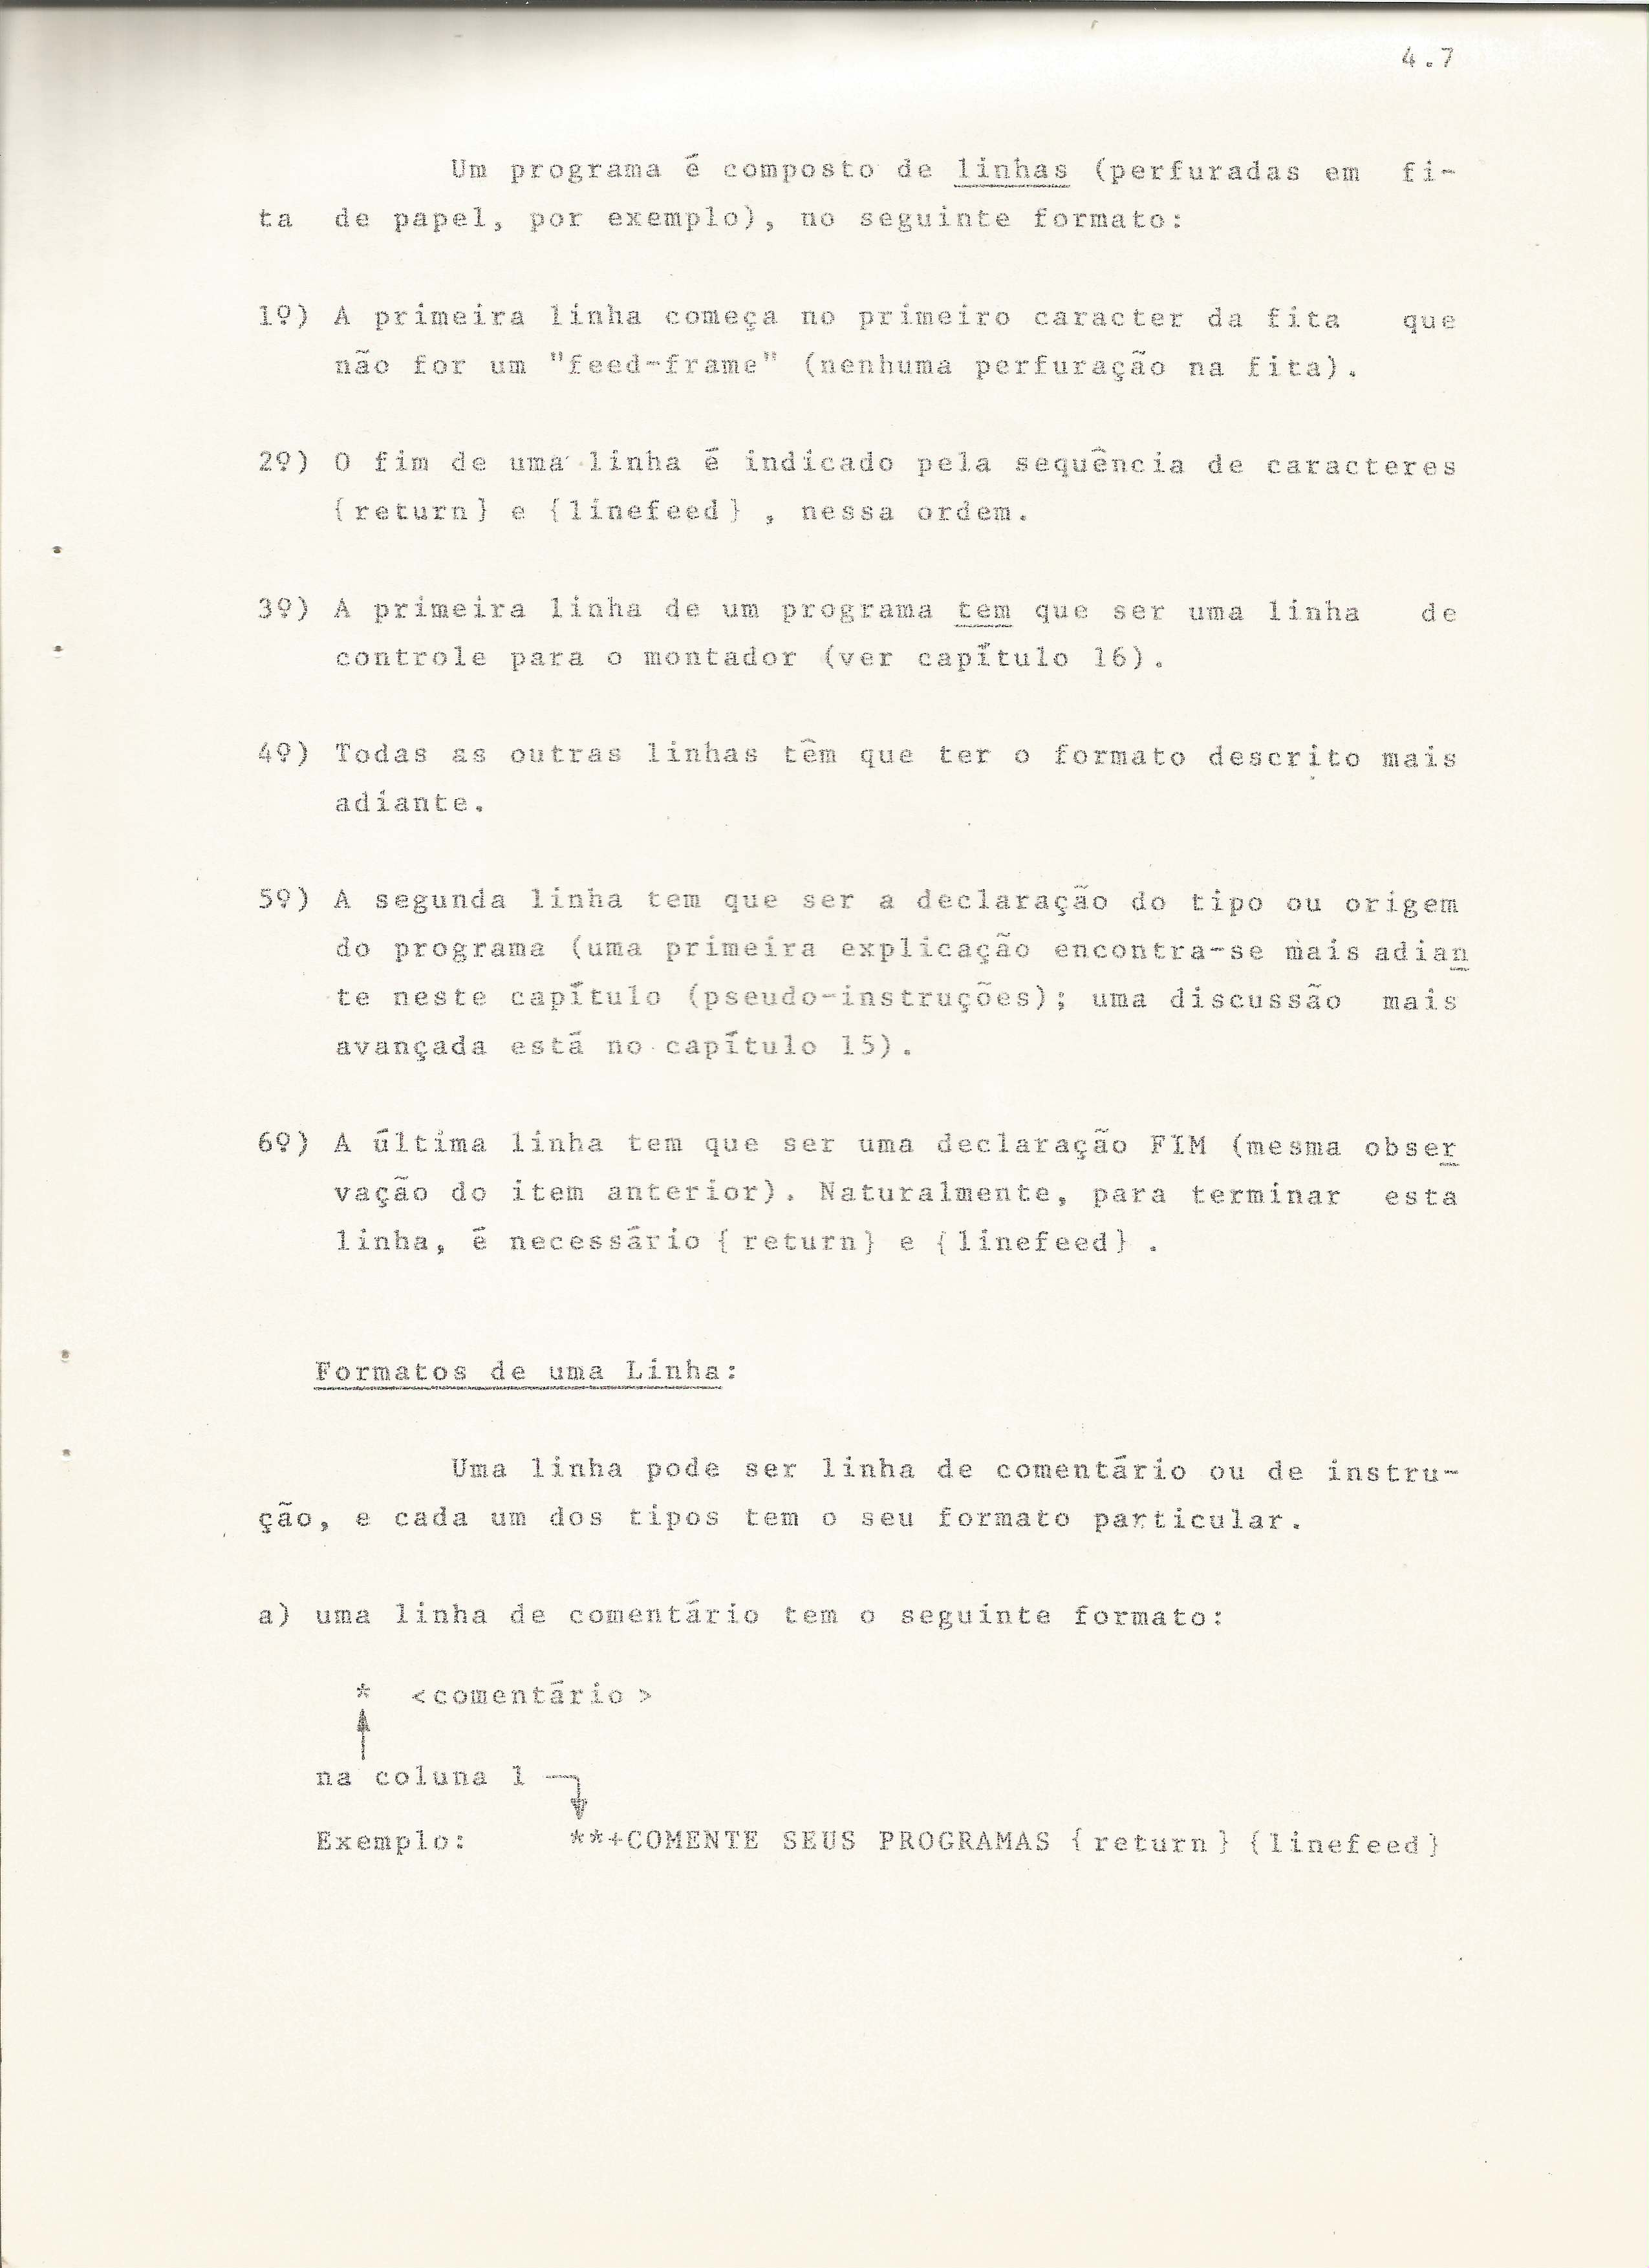 4.7
Um programa é composto de linhas (perfuradas em fi-
ta de papel, por exemplo), no seguinte formato:
1º) A primeira linha começa no primeiro caracter da fita que
não for um "feed-frame" (nenhuma perfuração na fita).
2º) O fim de uma linha é indicado pela sequência de caracteres
{return} e {linefeed} , nessa ordem.
3º) A primeira linha de um programa tem que ser uma linha de
controle para o montador (ver capítulo 16).
4º) Todas as outras linhas têm que ter o formato descrito mais
adiante.
5º) A segunda linha tem que ser a declaração do tipo ou origem
do programa (uma primeira explicação encontra-se mais adian
te neste capítulo (pseudo-instruções); uma discussão mais
avançada está no capítulo 15).
6º) A última linha tem que ser uma declaração FIM (mesma obser
vação do item anterior). Naturalmente, para terminar esta
linha, é necessário {return} e {linefeed} .
Formatos de uma Linha:
Uma linha pode ser linha de comentário ou de instru-
ção, e cada um dos tipos tem o seu formato particular.
a) uma linha de comentário tem o seguinte formato:
* <comentário>
na coluna 1
Exemplo: **+COMENTE SEUS PROGRAMAS {return} {linefeed}